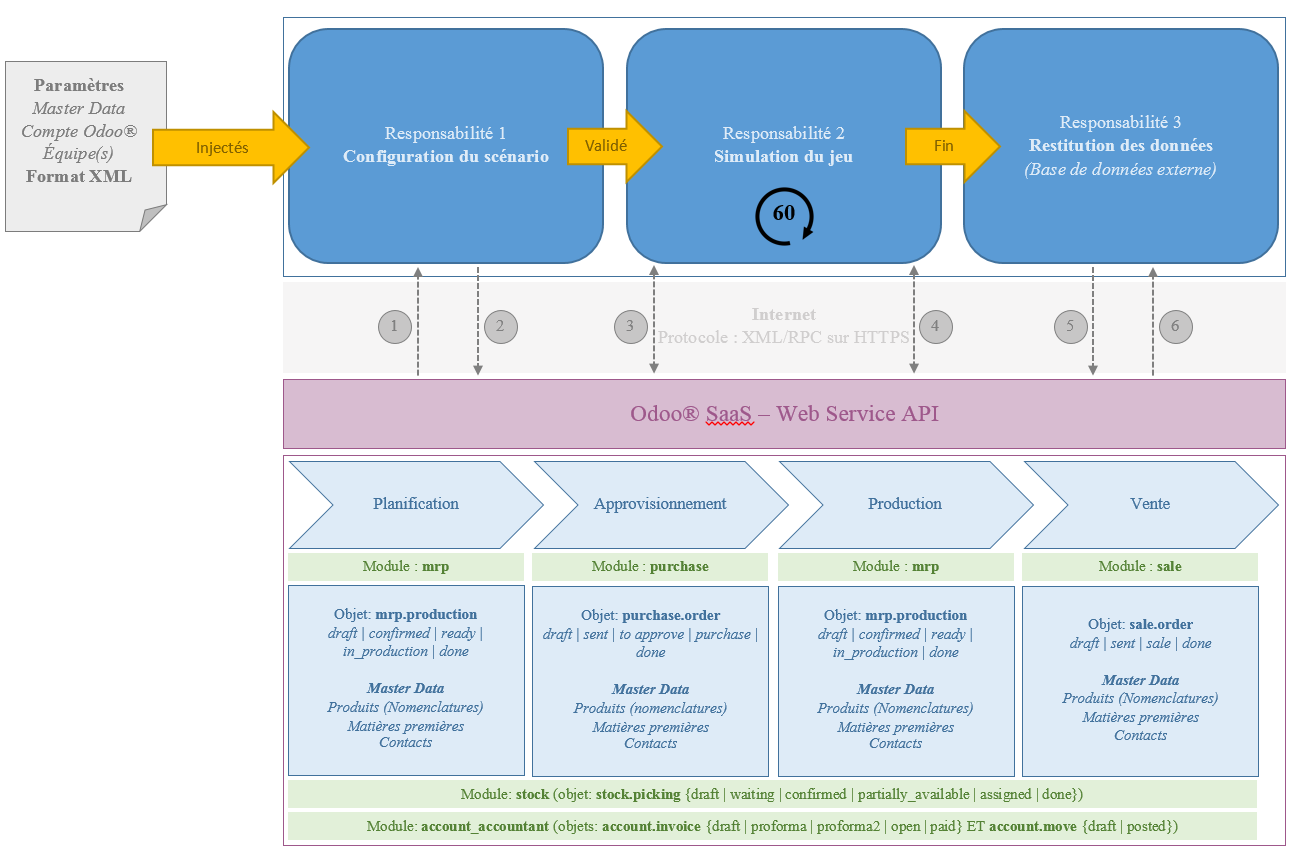 Paramètres
Master Data
Compte Odoo®
Équipe(s)
Format XML
Injectés
Responsabilité 1
Configuration du scénario
Validé
Responsabilité 2
Simulation du jeu
60
Fin
Responsabilité 3
Restitution des données
(Base de données externe)
1
2
3
Internet
Protocole : XML/RPC sur HTTPS
4
5
6
Odoo® SaaS – Web Service API
Planification
Approvisionnement
Production
Vente
Module : mrp
Module : purchase
Module : mrp
Module : sale
Objet: mrp.production
draft | confirmed | ready |
in_production | done
Master Data
Produits (Nomenclatures)
Matières premières
Contacts
Objet: purchase.order
draft | sent | to approve | purchase |
done
Master Data
Produits (nomenclatures)
Matières premières
Contacts
Objet: mrp.production
draft | confirmed | ready |
in_production | done
Master Data
Produits (Nomenclatures)
Matières premières
Contacts
Objet: sale.order
draft | sent | sale | done
Master Data
Produits (Nomenclatures)
Matières premières
Contacts
Module: stock (objet: stock.picking {draft | waiting | confirmed | partially_available | assigned | done})
Module: account_accountant (objets: account.invoice {draft | proforma | proforma2 | open | paid} ET account.move {draft | posted})